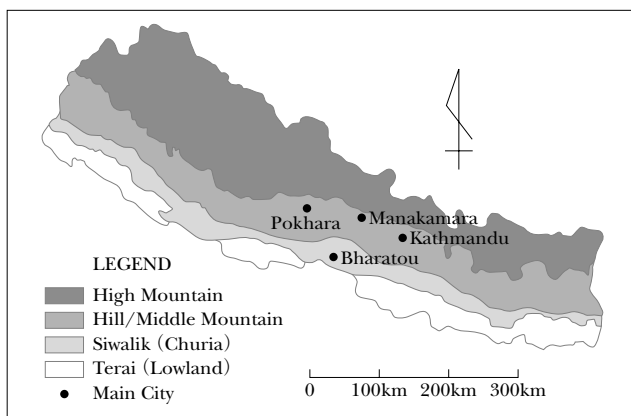 Pokhara
Manakamara
Kathmandu
Bharatou
LEGEND
High Mountain
Hill/Middle Mountain
Siwalik (Churia)
Terai (Lowland)
Main City
0 100km 200km 300km